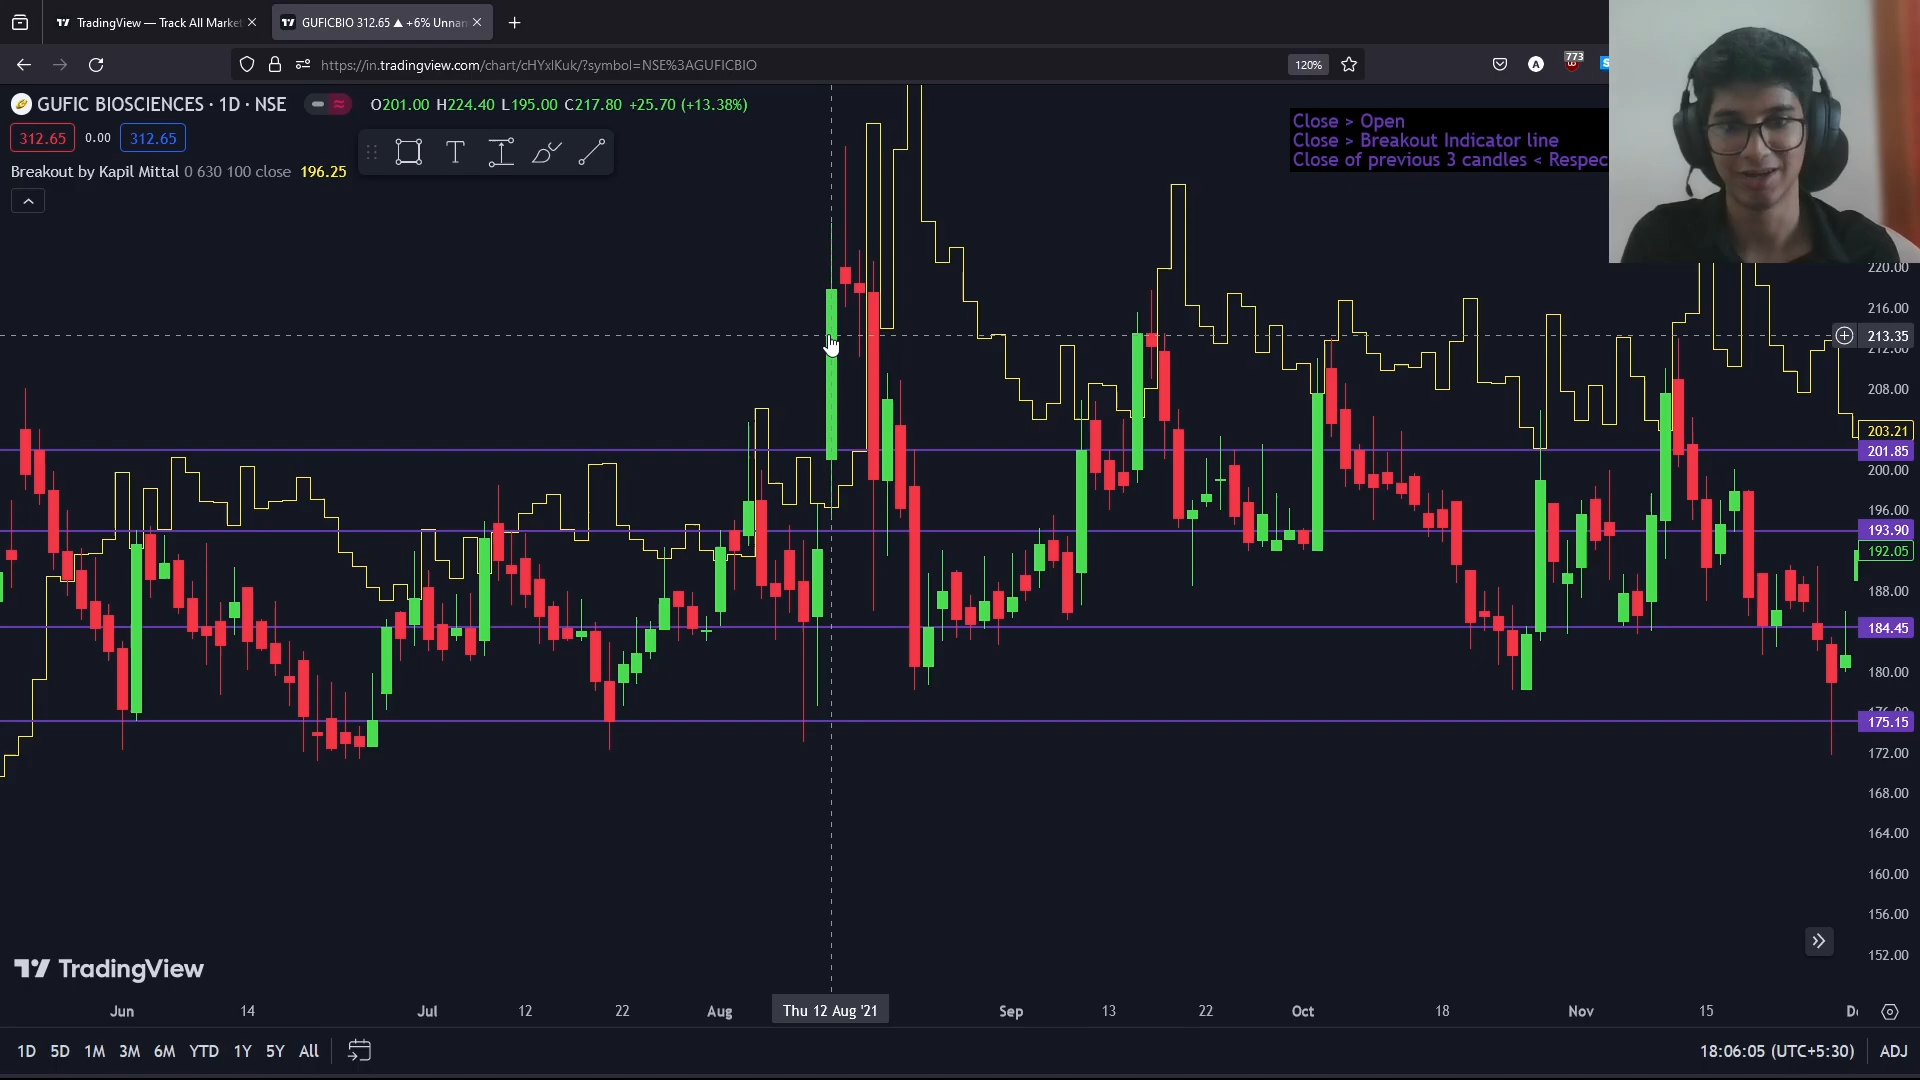 TradingView — Track All Marke
GUFICBIO 312.65 ▲ +6% Unnan
https://in.tradingview.com/chart/cHYxlKuk/?symbol=NSE%3AGUFICBIO
120%
773
GUFIC BIOSCIENCES · 1D · NSE
O201.00 H224.40 L195.00 C217.80 +25.70 (+13.38%)
312.65 0.00 312.65
Breakout by Kapil Mittal 0 630 100 close 196.25
Close > Open
Close > Breakout Indicator line
Close of previous 3 candles < Respec
220.00
216.00
213.35
212.00
208.00
203.21
201.85
200.00
196.00
193.90
192.05
188.00
184.45
180.00
176.00
175.15
172.00
168.00
164.00
160.00
156.00
152.00
TradingView
Jun 14 Jul 12 22 Aug Thu 12 Aug '21 Sep 13 22 Oct 18 Nov 15 De
1D 5D 1M 3M 6M YTD 1Y 5Y All
18:06:05 (UTC+5:30) ADJ